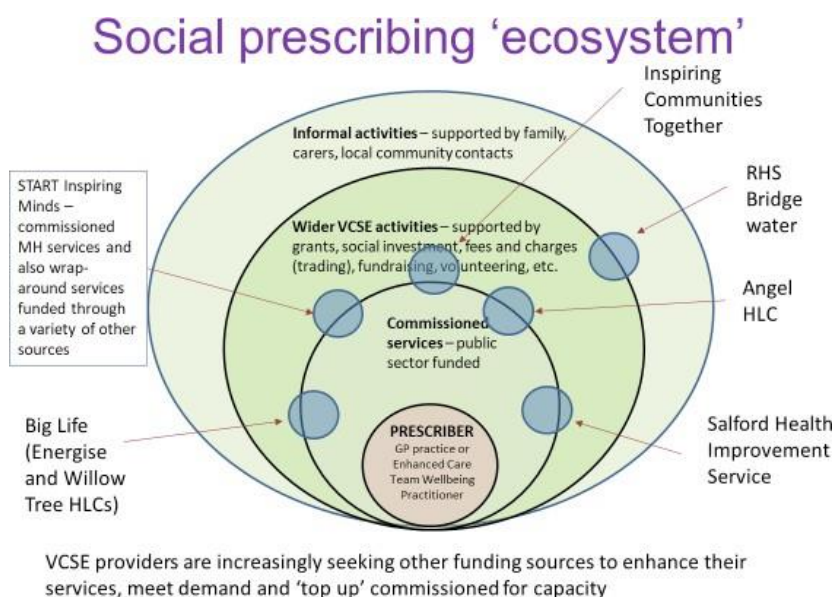 Social prescribing ‘ecosystem’
Inspiring
Communities
Together
Informal activities – supported by family,
carers, local community contacts
RHS
Bridge
water
START Inspiring
Minds –
commissioned
MH services and
also wrap-
around services
funded through
a variety of other
sources
Wider VCSE activities – supported by
grants, social investment, fees and charges
(trading), fundraising, volunteering, etc.
Angel
HLC
Commissioned
services – public
sector funded
Big Life
(Energise
and Willow
Tree HLCs)
PRESCRIBER
GP practice or
Enhanced Care
Team Wellbeing
Practitioner
Salford Health
Improvement
Service
VCSE providers are increasingly seeking other funding sources to enhance their
services, meet demand and ‘top up’ commissioned for capacity